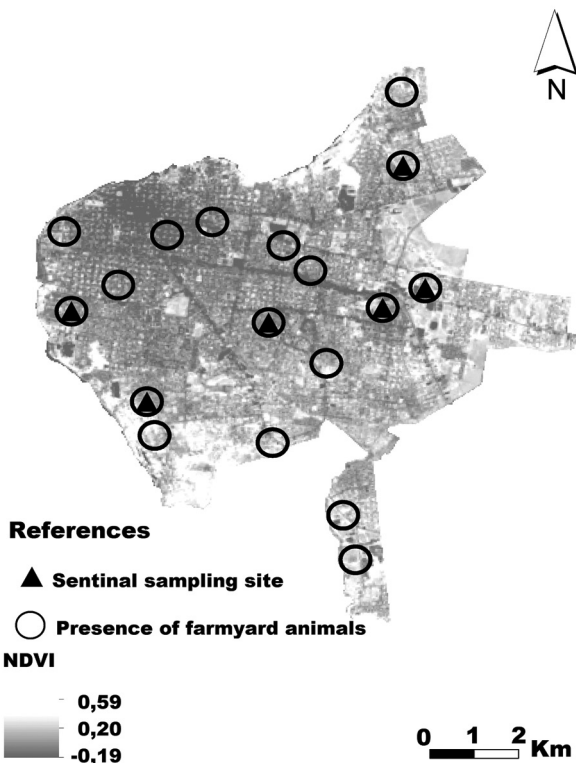 N
References
Sentinal sampling site
Presence of farmyard animals
NDVI
0,59
0,20
-0,19
0 1 2 Km